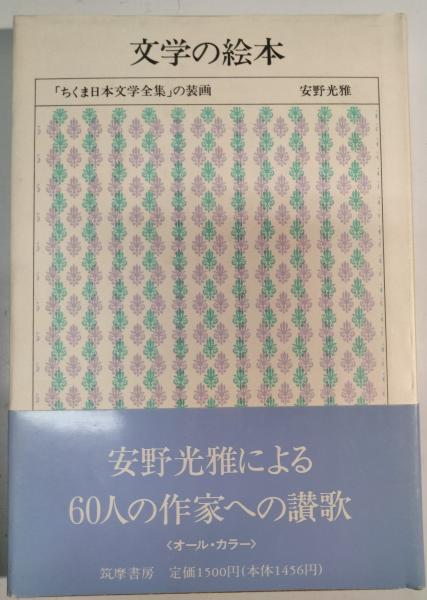 文学の絵本
「ちくま日本文学全集」の装画 安野光雅
安野光雅による
60人の作家への讃歌
〈オール・カラー〉
筑摩書房 定価1500円(本体1456円)